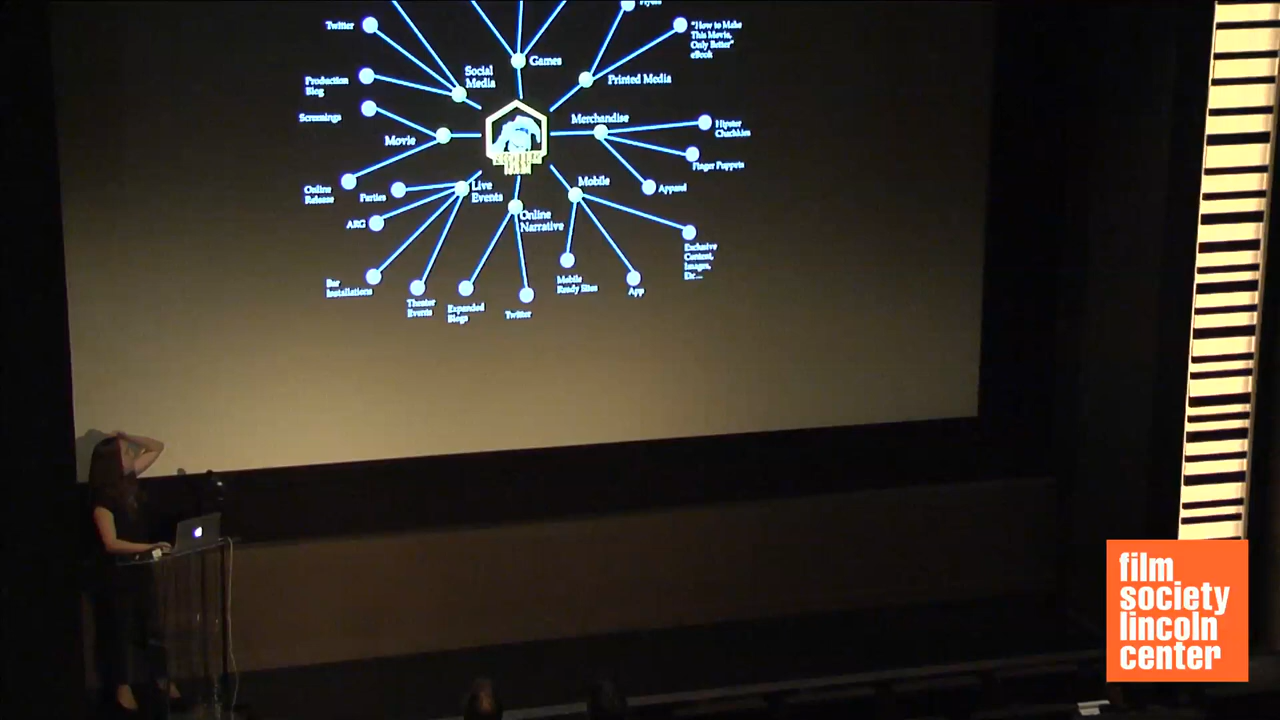 Twitter
"How to Make
This Movie,
Only Better"
eBook
Games
Social
Media
Printed Media
Production
Blog
Screenings
Merchandise
Hipster
Chachkies
Movie
Finger Puppets
Online
Release
Parties
Live
Events
Mobile
Apparel
ARG
Online
Narrative
Exclusive
Content,
Images,
Etc...
Bar
Installations
Theater
Events
Expanded
Blogs
Twitter
Mobile
Ready Sites
App
film
society
lincoln
center